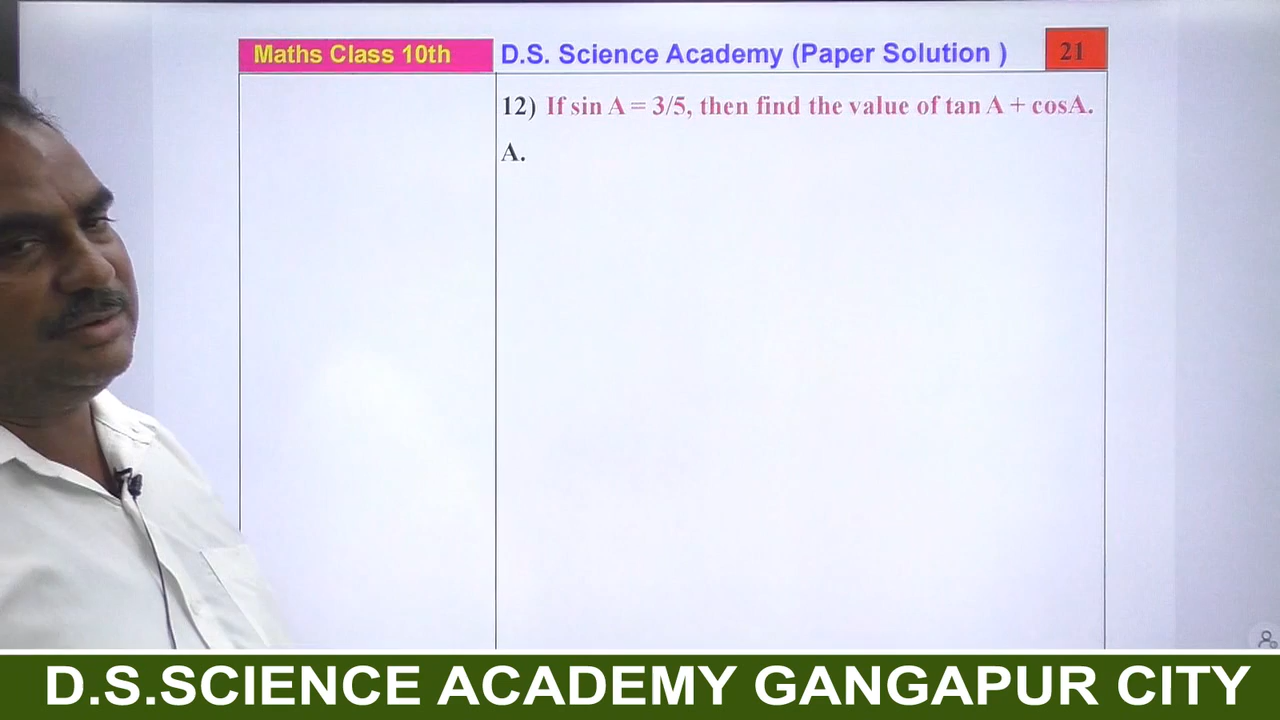 Maths Class 10th
D.S. Science Academy (Paper Solution )
21
12) If sin A = 3/5, then find the value of tan A + cosA.
A.
D.S.SCIENCE ACADEMY GANGAPUR CITY